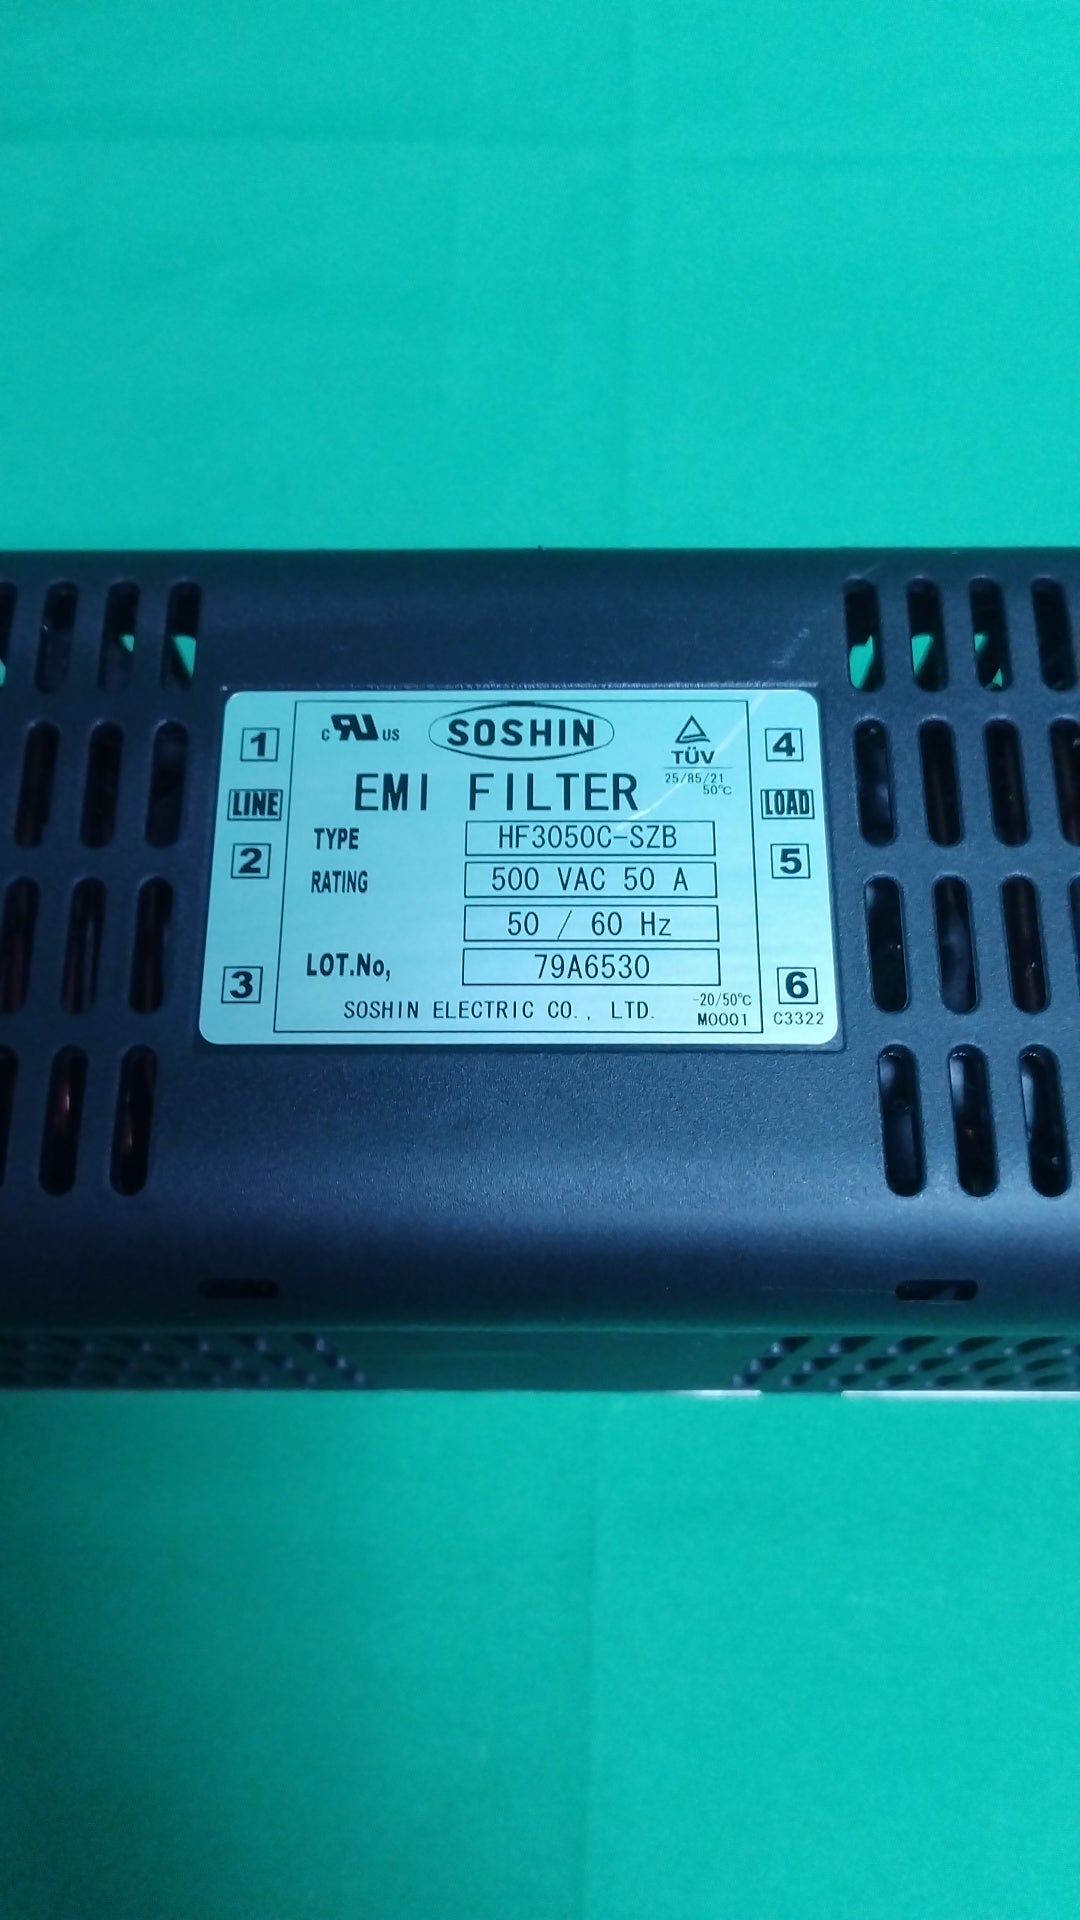 1 c RU US SOSHIN TÜV 4
25/85/21
50℃
EMI FILTER
LINE LOAD
TYPE HF3050C-SZB
2 RATING 500 VAC 50 A 5
50 / 60 Hz
3 LOT.No, 79A6530 6
SOSHIN ELECTRIC CO., LTD. -20/50℃
M0001 C3322